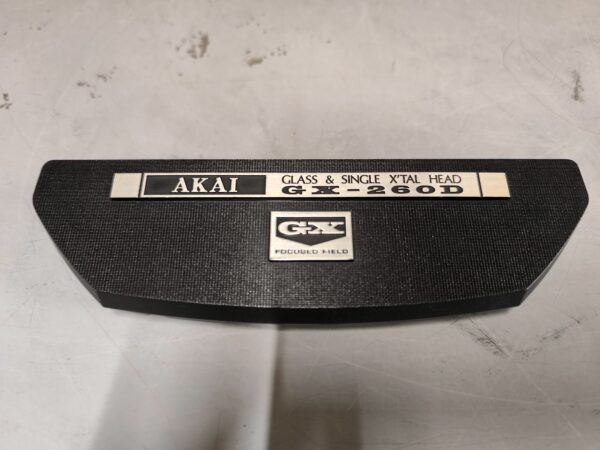 AKAI
GLASS & SINGLE X'TAL HEAD
GX-260D
GX
FOCUSED FIELD